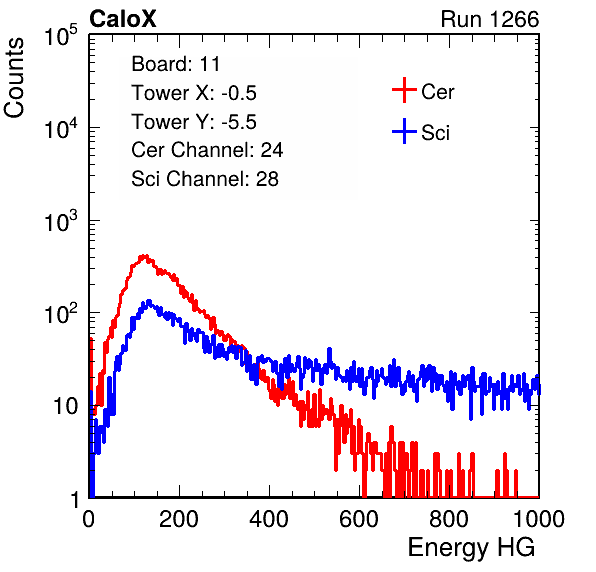 CaloX Run 1266
Counts
Board: 11
Tower X: -0.5
Tower Y: -5.5
Cer Channel: 24
Sci Channel: 28
Cer
Sci
10^5
10^4
10^3
10^2
10
1
0 200 400 600 800 1000
Energy HG